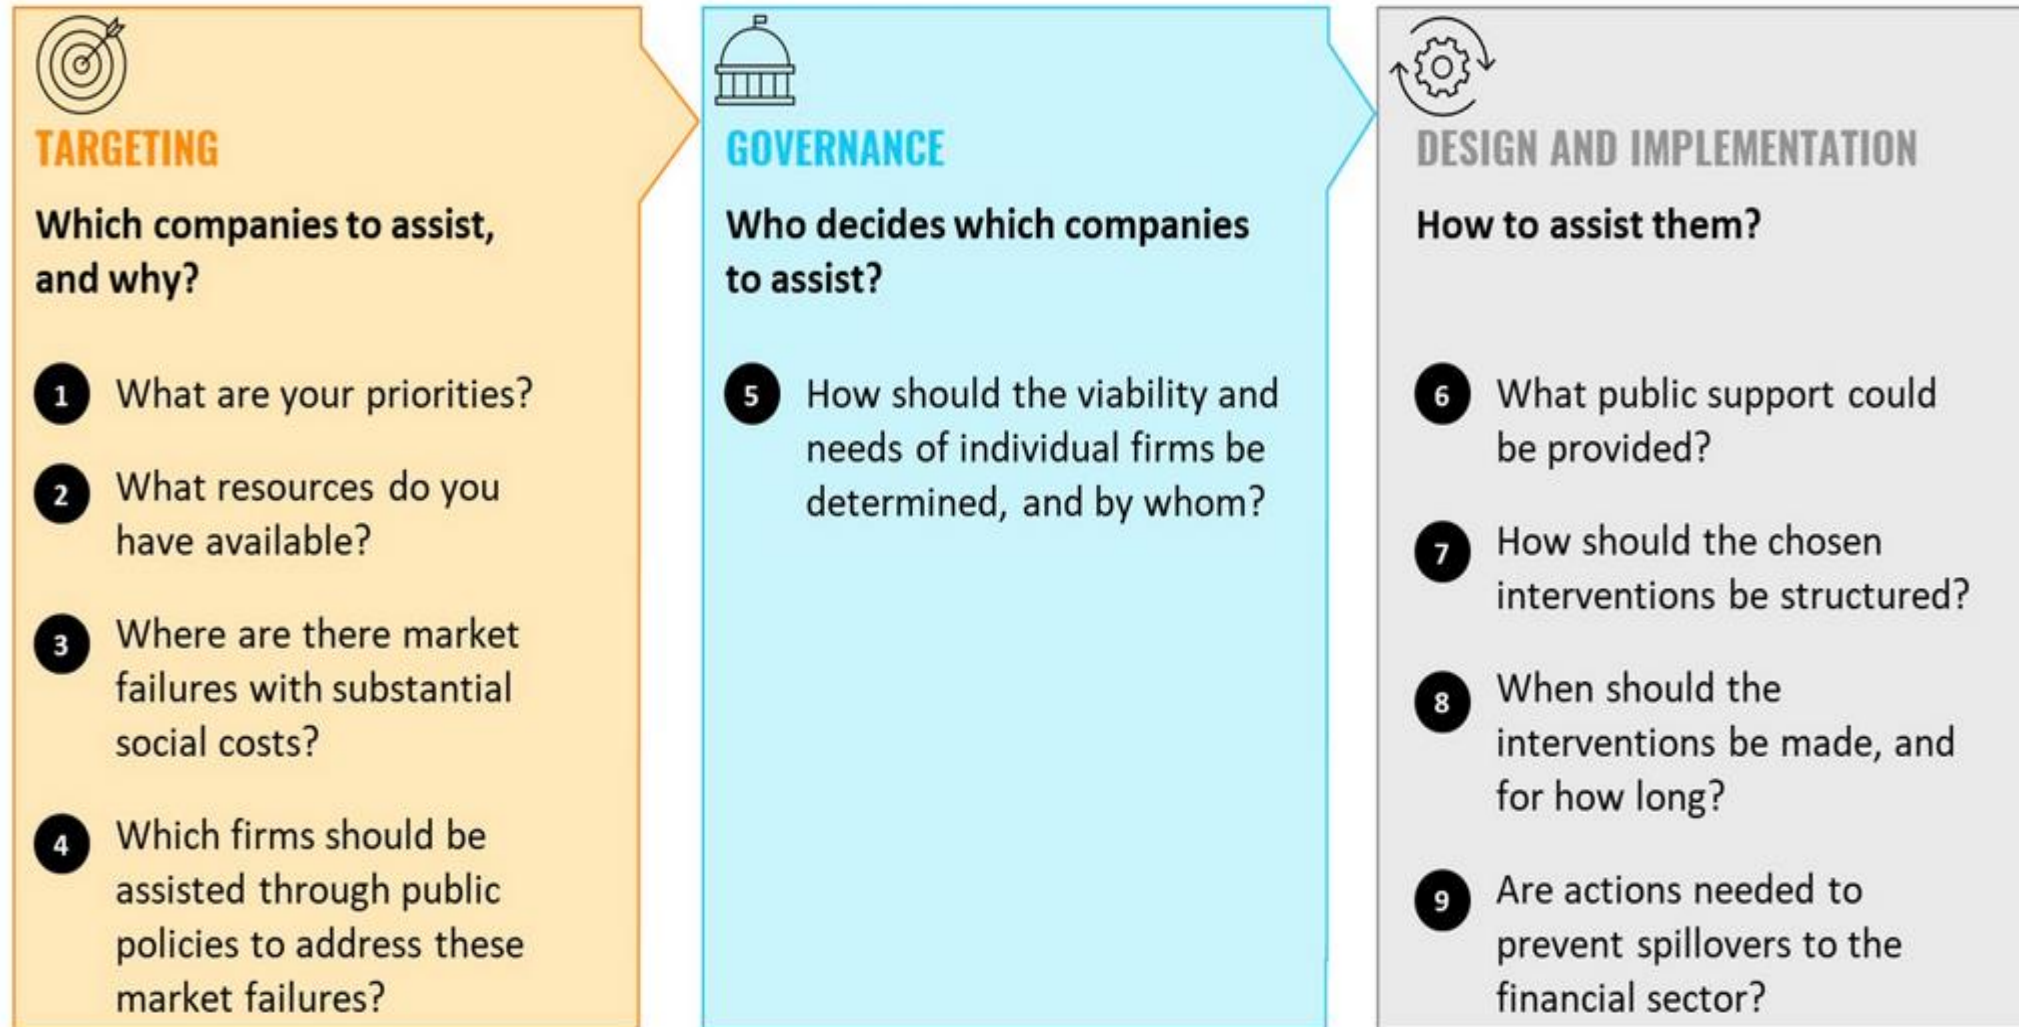 TARGETING
Which companies to assist,
and why?
1 What are your priorities?
2 What resources do you
have available?
3 Where are there market
failures with substantial
social costs?
4 Which firms should be
assisted through public
policies to address these
market failures?
GOVERNANCE
Who decides which companies
to assist?
5 How should the viability and
needs of individual firms be
determined, and by whom?
DESIGN AND IMPLEMENTATION
How to assist them?
6 What public support could
be provided?
7 How should the chosen
interventions be structured?
8 When should the
interventions be made, and
for how long?
9 Are actions needed to
prevent spillovers to the
financial sector?